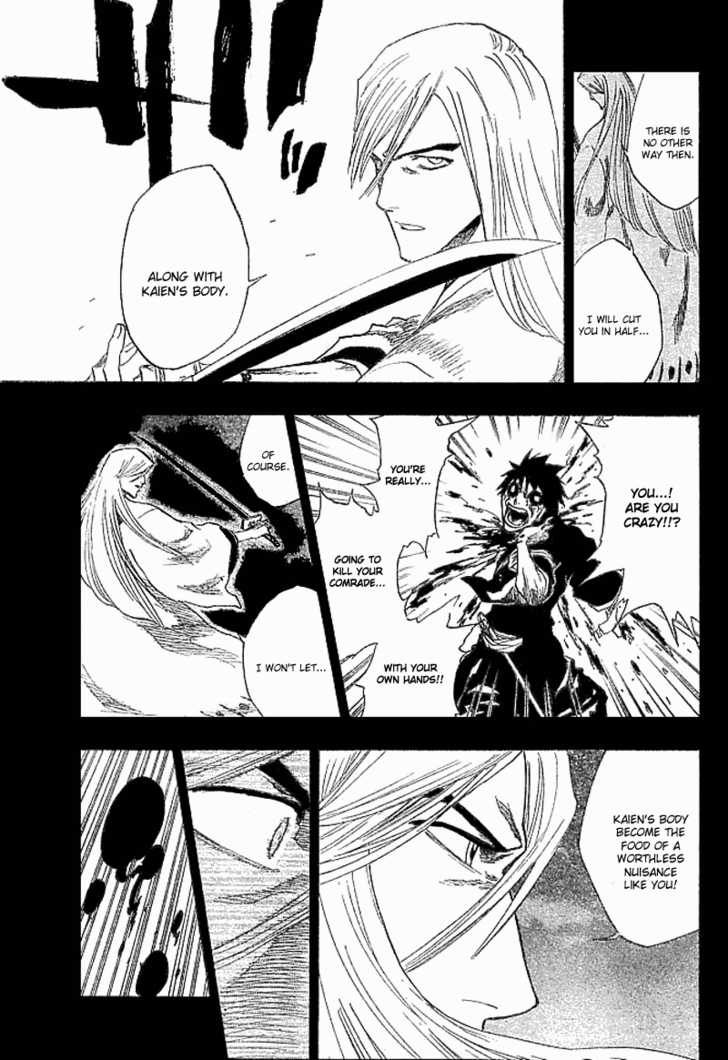 THERE IS
NO OTHER
WAY THEN.
I WILL CUT
YOU IN HALF...
ALONG WITH
KAIEN'S BODY.
YOU...!
ARE YOU
CRAZY!!?
YOU'RE
REALLY...
GOING TO
KILL YOUR
COMRADE...
WITH YOUR
OWN HANDS!!
OF
COURSE.
I WON'T LET...
KAIEN'S BODY
BECOME THE
FOOD OF A
WORTHLESS
NUISANCE
LIKE YOU!